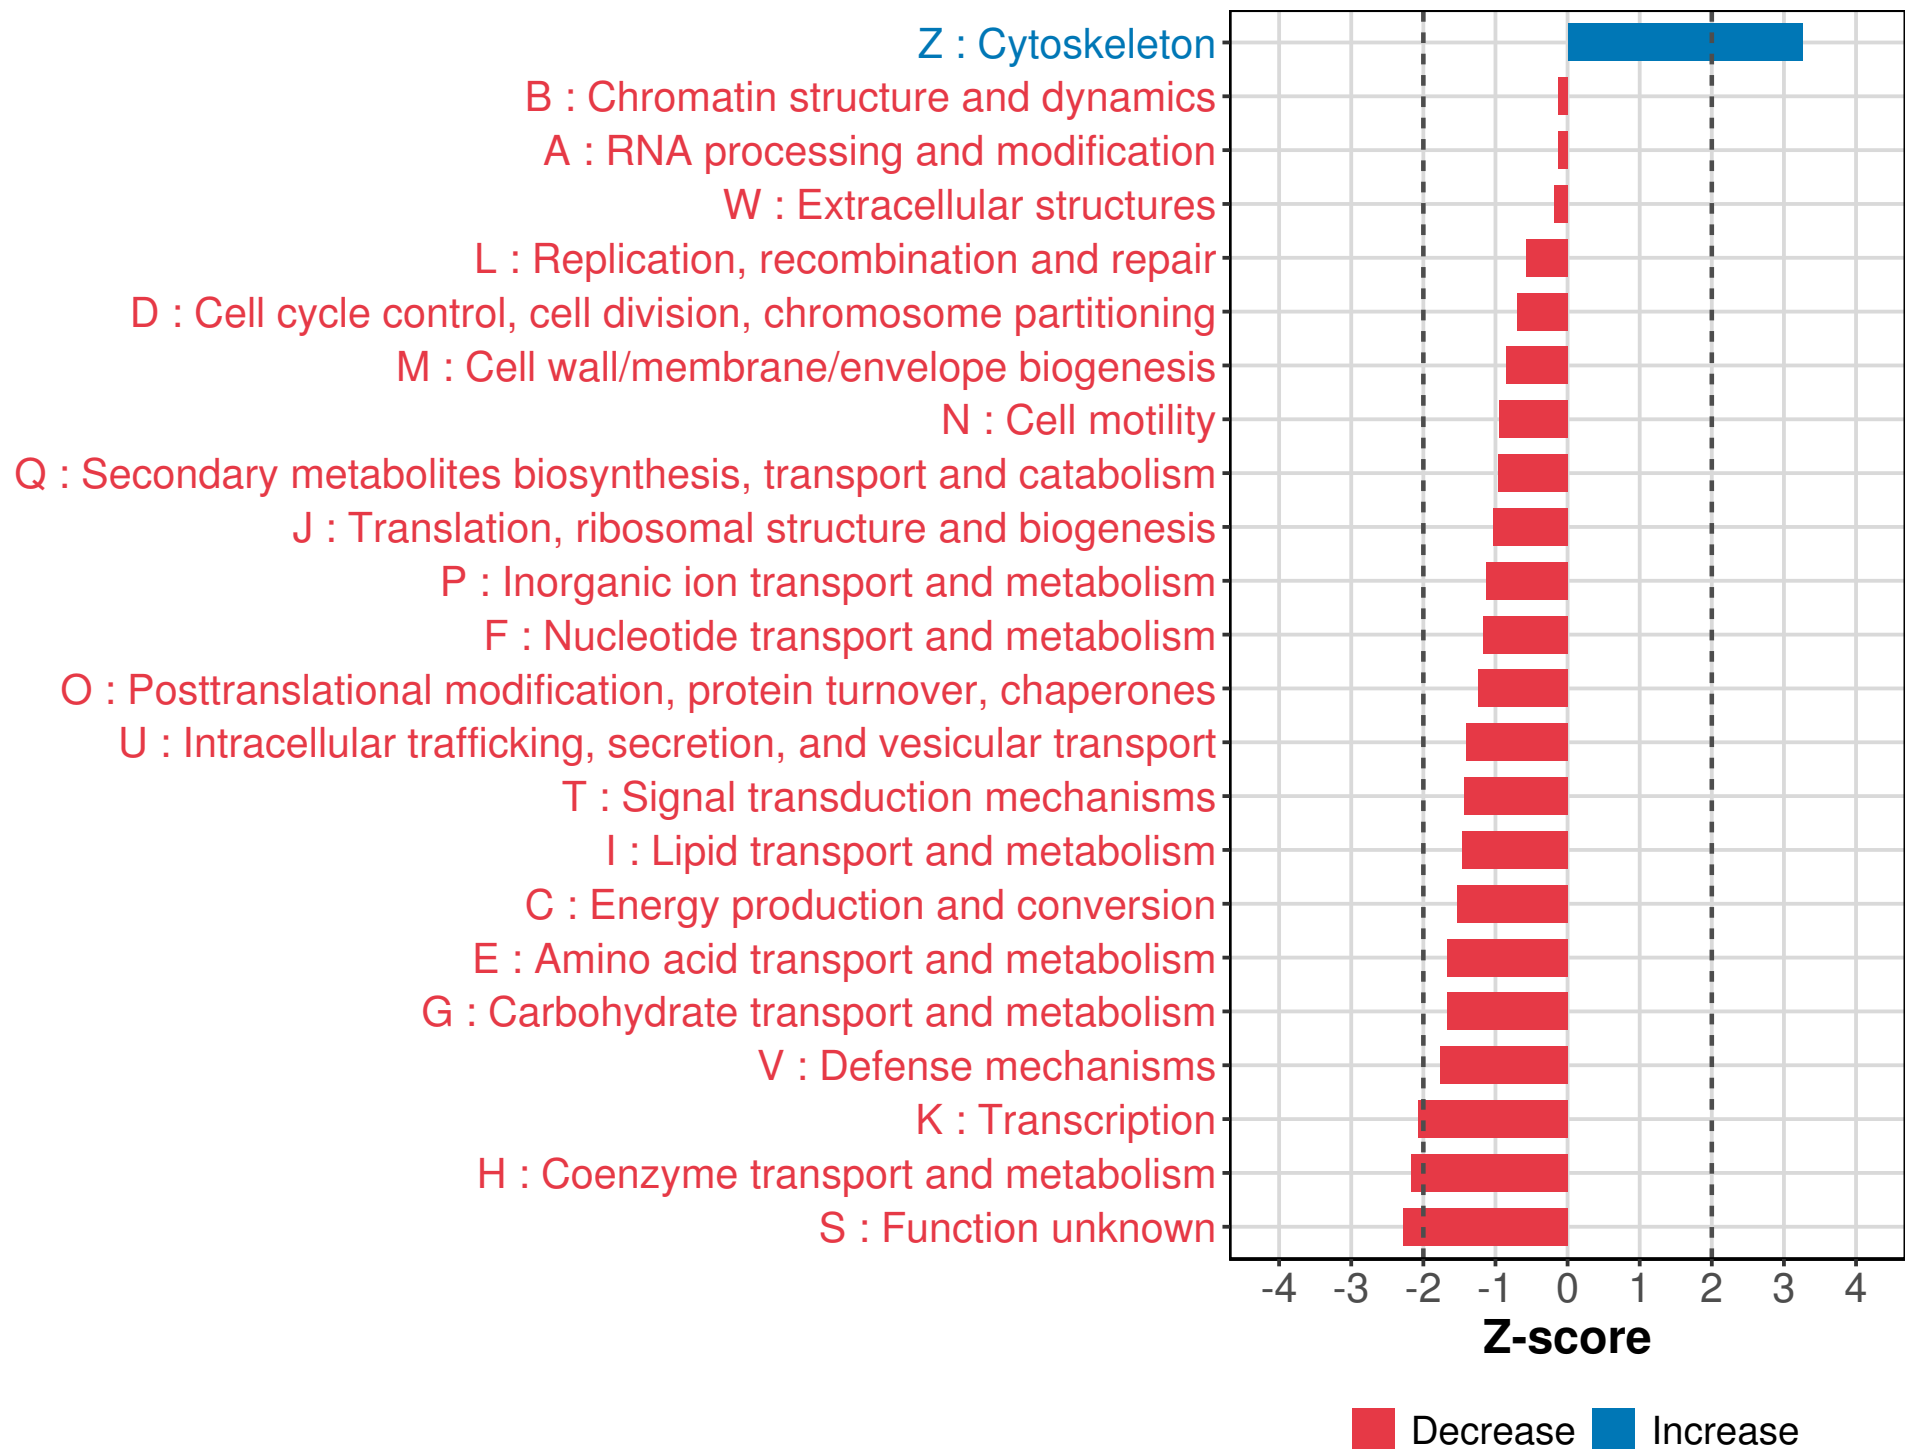 Z : Cytoskeleton
B : Chromatin structure and dynamics
A : RNA processing and modification
W : Extracellular structures
L : Replication, recombination and repair
D : Cell cycle control, cell division, chromosome partitioning
M : Cell wall/membrane/envelope biogenesis
N : Cell motility
Q : Secondary metabolites biosynthesis, transport and catabolism
J : Translation, ribosomal structure and biogenesis
P : Inorganic ion transport and metabolism
F : Nucleotide transport and metabolism
O : Posttranslational modification, protein turnover, chaperones
U : Intracellular trafficking, secretion, and vesicular transport
T : Signal transduction mechanisms
I : Lipid transport and metabolism
C : Energy production and conversion
E : Amino acid transport and metabolism
G : Carbohydrate transport and metabolism
V : Defense mechanisms
K : Transcription
H : Coenzyme transport and metabolism
S : Function unknown
-4 -3 -2 -1 0 1 2 3 4
Z-score
Decrease Increase